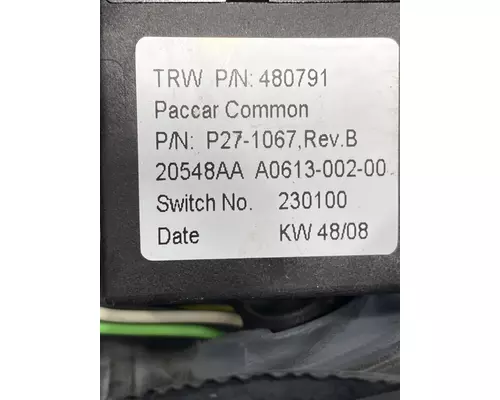 TRW P/N: 480791
Paccar Common
P/N: P27-1067,Rev.B
20548AA A0613-002-00
Switch No. 230100
Date KW 48/08